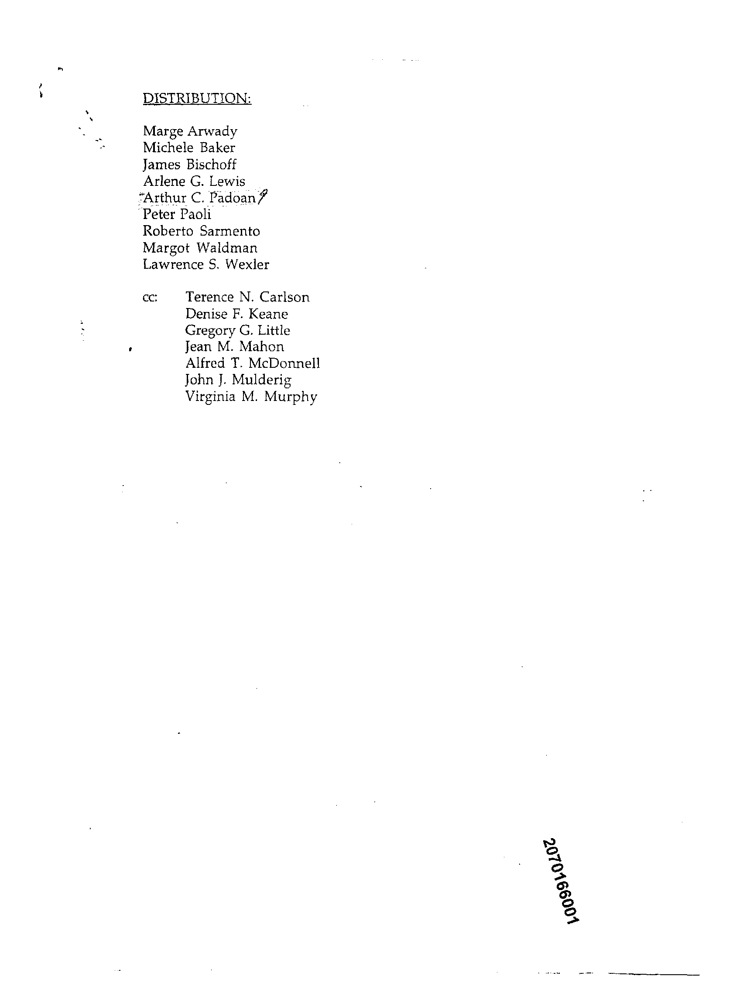 DISTRIBUTION:
Marge Arwady
Michele Baker
James Bischoff
Arlene G. Lewis
Arthur C. Padoan
Peter Paoli
Roberto Sarmento
Margot Waldman
Lawrence S. Wexler
cc: Terence N. Carlson
Denise F. Keane
Gregory G. Little
Jean M. Mahon
Alfred T. McDonnell
John J. Mulderig
Virginia M. Murphy
2070166001